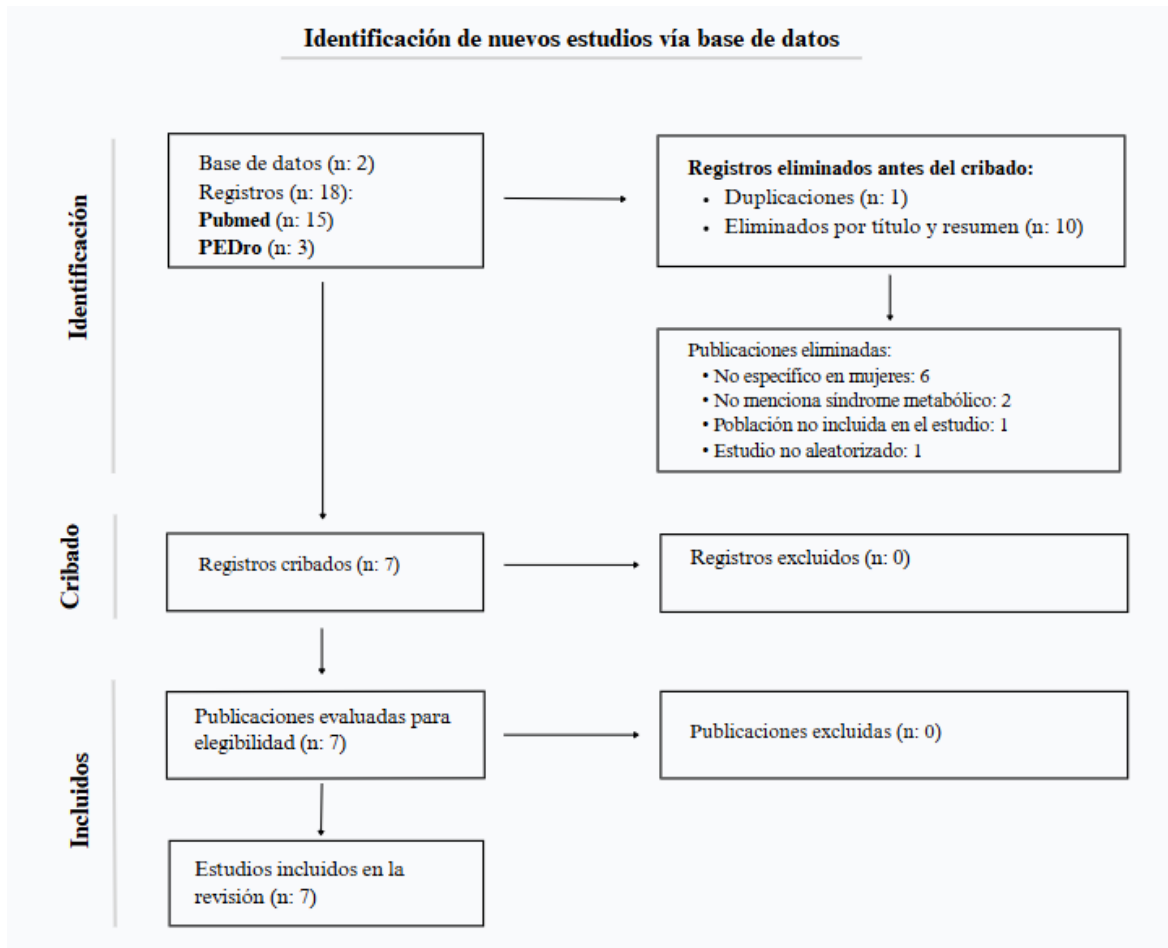 Identificación de nuevos estudios vía base de datos
Identificación
Base de datos (n: 2)
Registros (n: 18):
Pubmed (n: 15)
PEDro (n: 3)
Registros eliminados antes del cribado:
• Duplicaciones (n: 1)
• Eliminados por título y resumen (n: 10)
Publicaciones eliminadas:
• No específico en mujeres: 6
• No menciona síndrome metabólico: 2
• Población no incluida en el estudio: 1
• Estudio no aleatorizado: 1
Cribado
Registros cribados (n: 7)
Registros excluidos (n: 0)
Incluidos
Publicaciones evaluadas para
elegibilidad (n: 7)
Publicaciones excluidas (n: 0)
Estudios incluidos en la
revisión (n: 7)